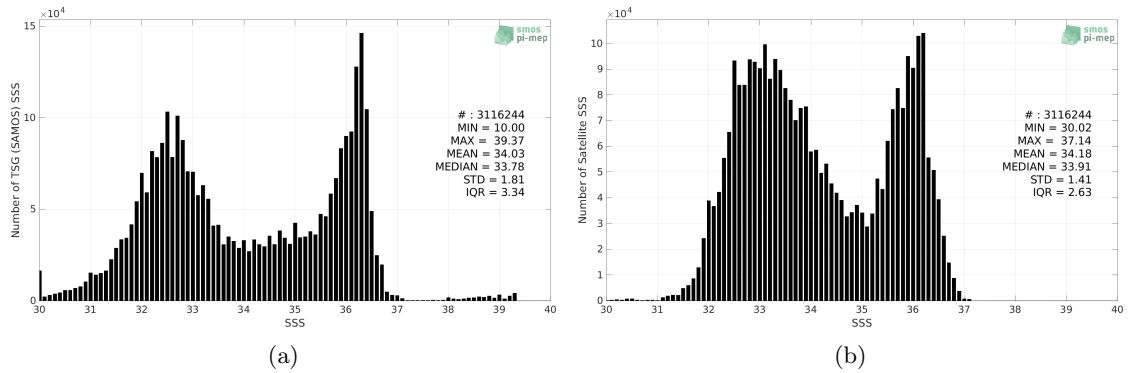 ×10⁴
15
10
5
0
Number of TSG (SAMOS) SSS
30 31 32 33 34 35 36 37 38 39 40
SSS
smos
pi-mep
# : 3116244
MIN = 10.00
MAX = 39.37
MEAN = 34.03
MEDIAN = 33.78
STD = 1.81
IQR = 3.34
(a)
×10⁴
10
9
8
7
6
5
4
3
2
1
0
Number of Satellite SSS
30 31 32 33 34 35 36 37 38 39 40
SSS
smos
pi-mep
# : 3116244
MIN = 30.02
MAX = 37.14
MEAN = 34.18
MEDIAN = 33.91
STD = 1.41
IQR = 2.63
(b)